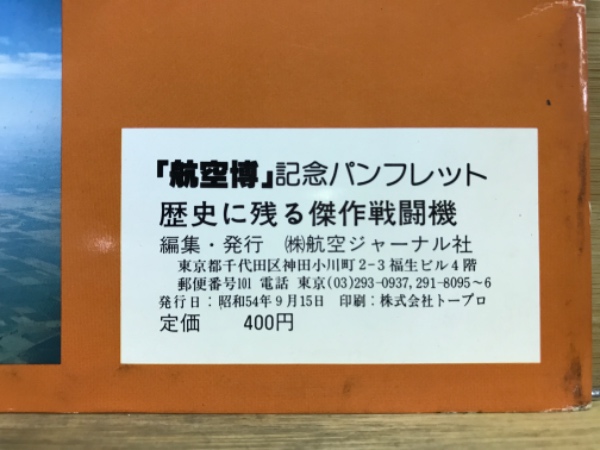 「航空博」記念パンフレット
歴史に残る傑作戦闘機
編集・発行　㈱航空ジャーナル社
東京都千代田区神田小川町2-3福生ビル4階
郵便番号101 電話 東京(03)293-0937,291-8095~6
発行日：昭和54年9月15日　印刷：株式会社トープロ
定価　　400円